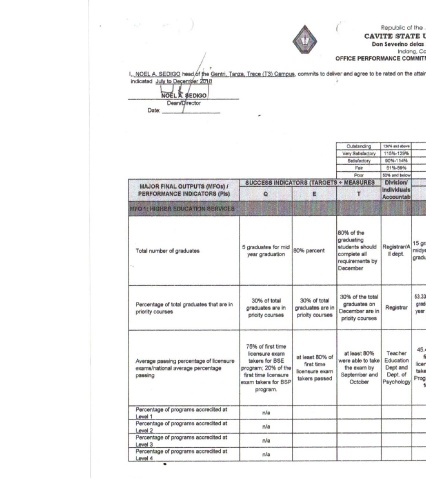 Republic of the
CAVITE STATE U
Don Severino delas
Indang, Ca
OFFICE PERFORMANCE COMMIT
I, NOEL A. SEDIGO head of the Gentri, Tanza, Trece (T3) Campus, commits to deliver and agree to be rated on the attain
indicated July to December 2018
NOEL A. SEDIGO
Dean/Director
Date:
Outstanding 130% and above
Very Satisfactory 115%-129%
Satisfactory 90%-114%
Fair 51%-89%
Poor 50% and below
MAJOR FINAL OUTPUTS (MFOs) / PERFORMANCE INDICATORS (PIs)
SUCCESS INDICATORS (TARGETS + MEASURES
Division/ Individuals Accountab
Q E T
MFO 1: HIGHER EDUCATION SERVICES
Total number of graduates
5 graduates for mid year graduation
80% percent
80% of the graduating students should complete all requirements by December
Registrar/A ll dept.
15 gr
midye
gradu
Percentage of total graduates that are in priority courses
30% of total graduates are in priority courses
30% of total graduates are in priority courses
30% of the total graduates on December are in priority courses
Registrar
53.33
grad
year
Average passing percentage of licensure exams/national average percentage passing
75% of first time licensure exam takers for BSE program; 20% of the first time licensure exam takers for BSP program.
at least 80% of first time licensure exam takers passed
at least 80% were able to take the exam by September and October
Teacher Education Dept and Dept. of Psychology
45.4
fi
licen
take
Prog
Percentage of programs accredited at Level 1
n/a
Percentage of programs accredited at Level 2
n/a
Percentage of programs accredited at Level 3
n/a
Percentage of programs accredited at Level 4
n/a